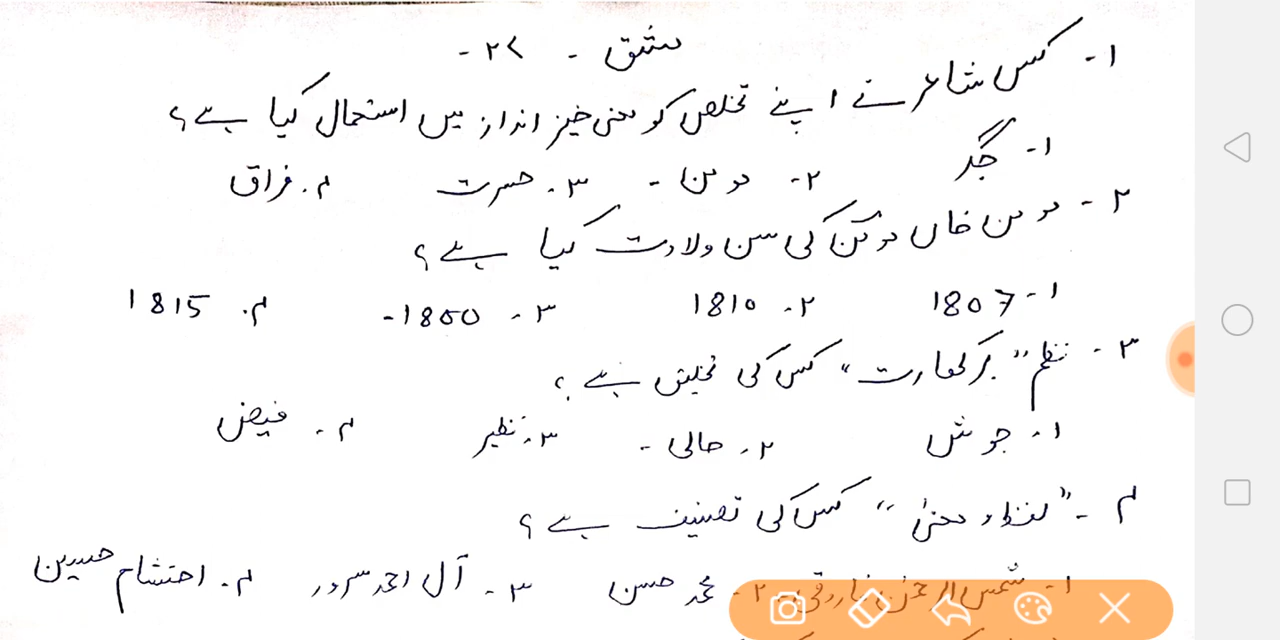 مشق - ۲۷ -
۱- کس شاعر نے اپنے تخلص کو معنی خیز انداز میں استعمال کیا ہے؟
۱- جگر ۲- مومن - ۳- حسرت ۴- فراق
۲- مومن خاں مومن کی سن ولادت کیا ہے؟
۱- 1807 ۲- 1810 ۳- 1800 - ۴- 1815
۳- نظم "برکھارت" کس کی تخلیق ہے؟
۱- جوش ۲- حالی - ۳- نظیر ۴- فیض
۴- "لفظ و معنیٰ" کس کی تصنیف ہے؟
۱- شمس الرحمٰن فاروقی - ۲- محمد حسن ۳- آل احمد سرور ۴- احتشام حسین